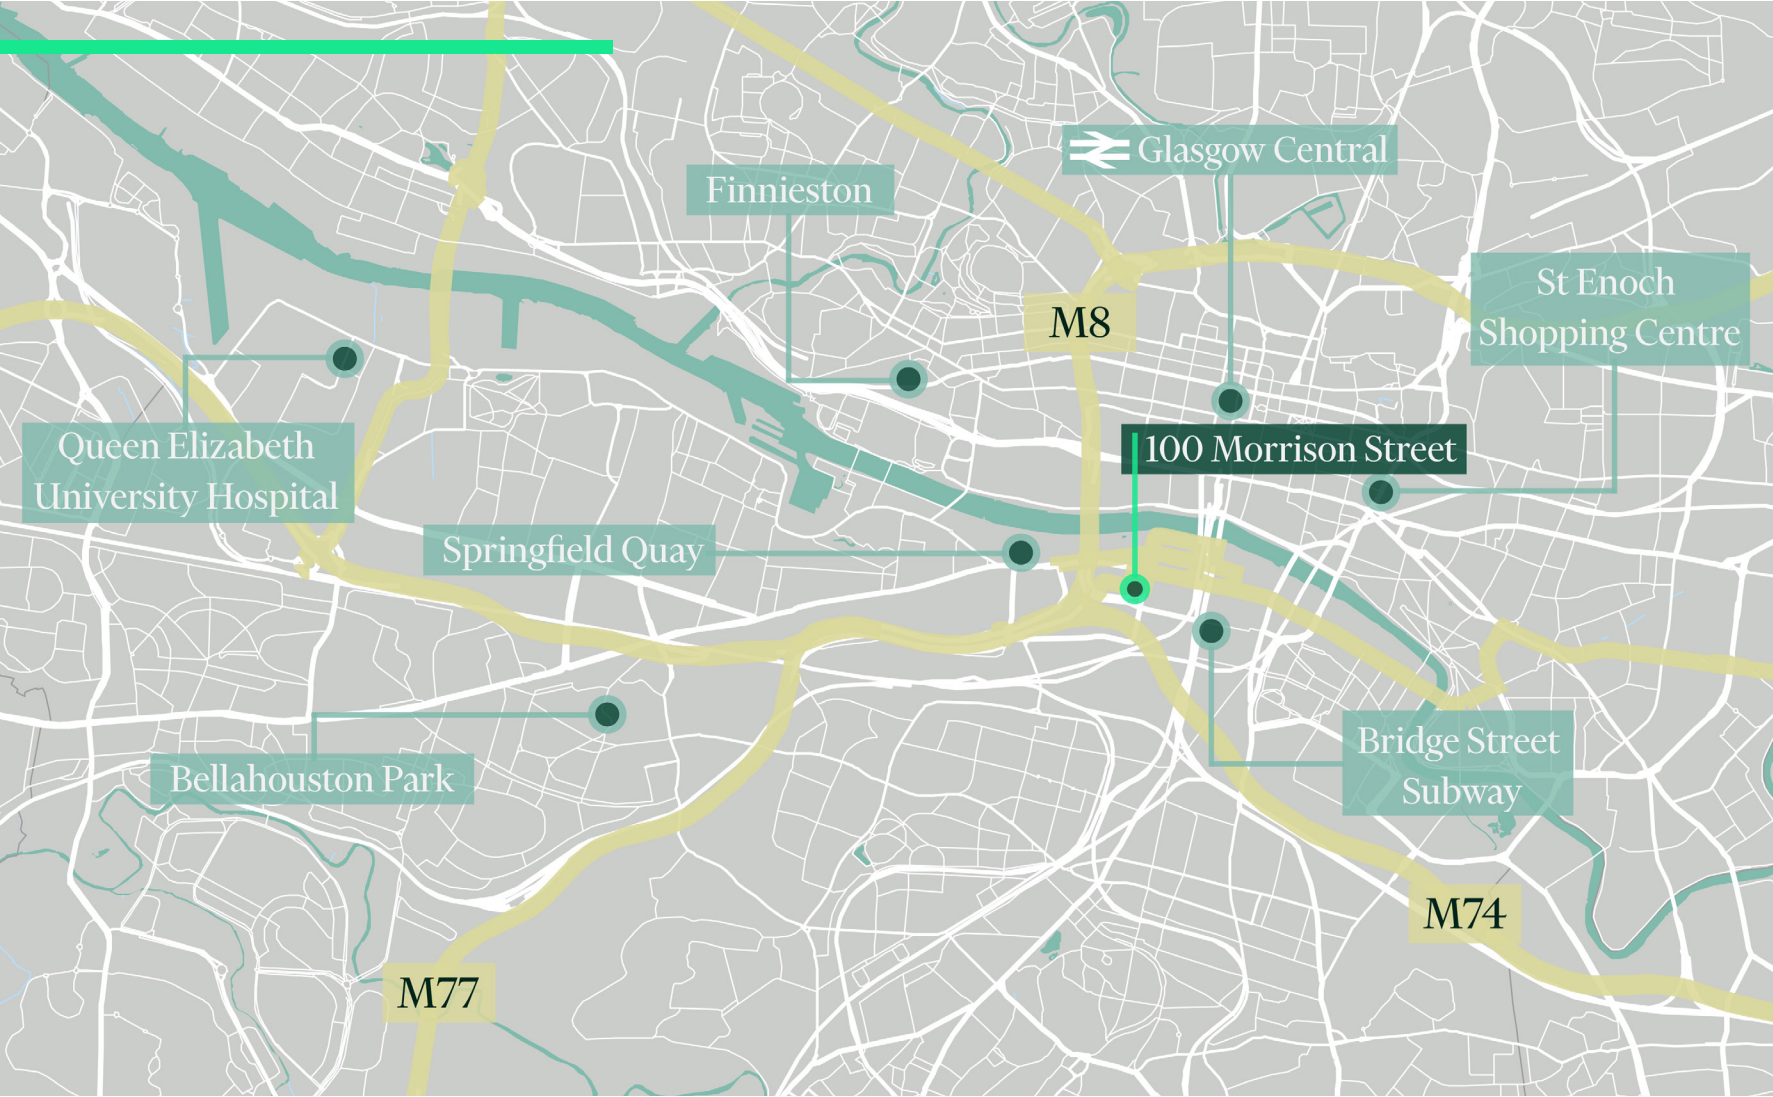 Glasgow Central
Finnieston
St Enoch
Shopping Centre
M8
Queen Elizabeth
University Hospital
100 Morrison Street
Springfield Quay
Bridge Street
Subway
Bellahouston Park
M74
M77